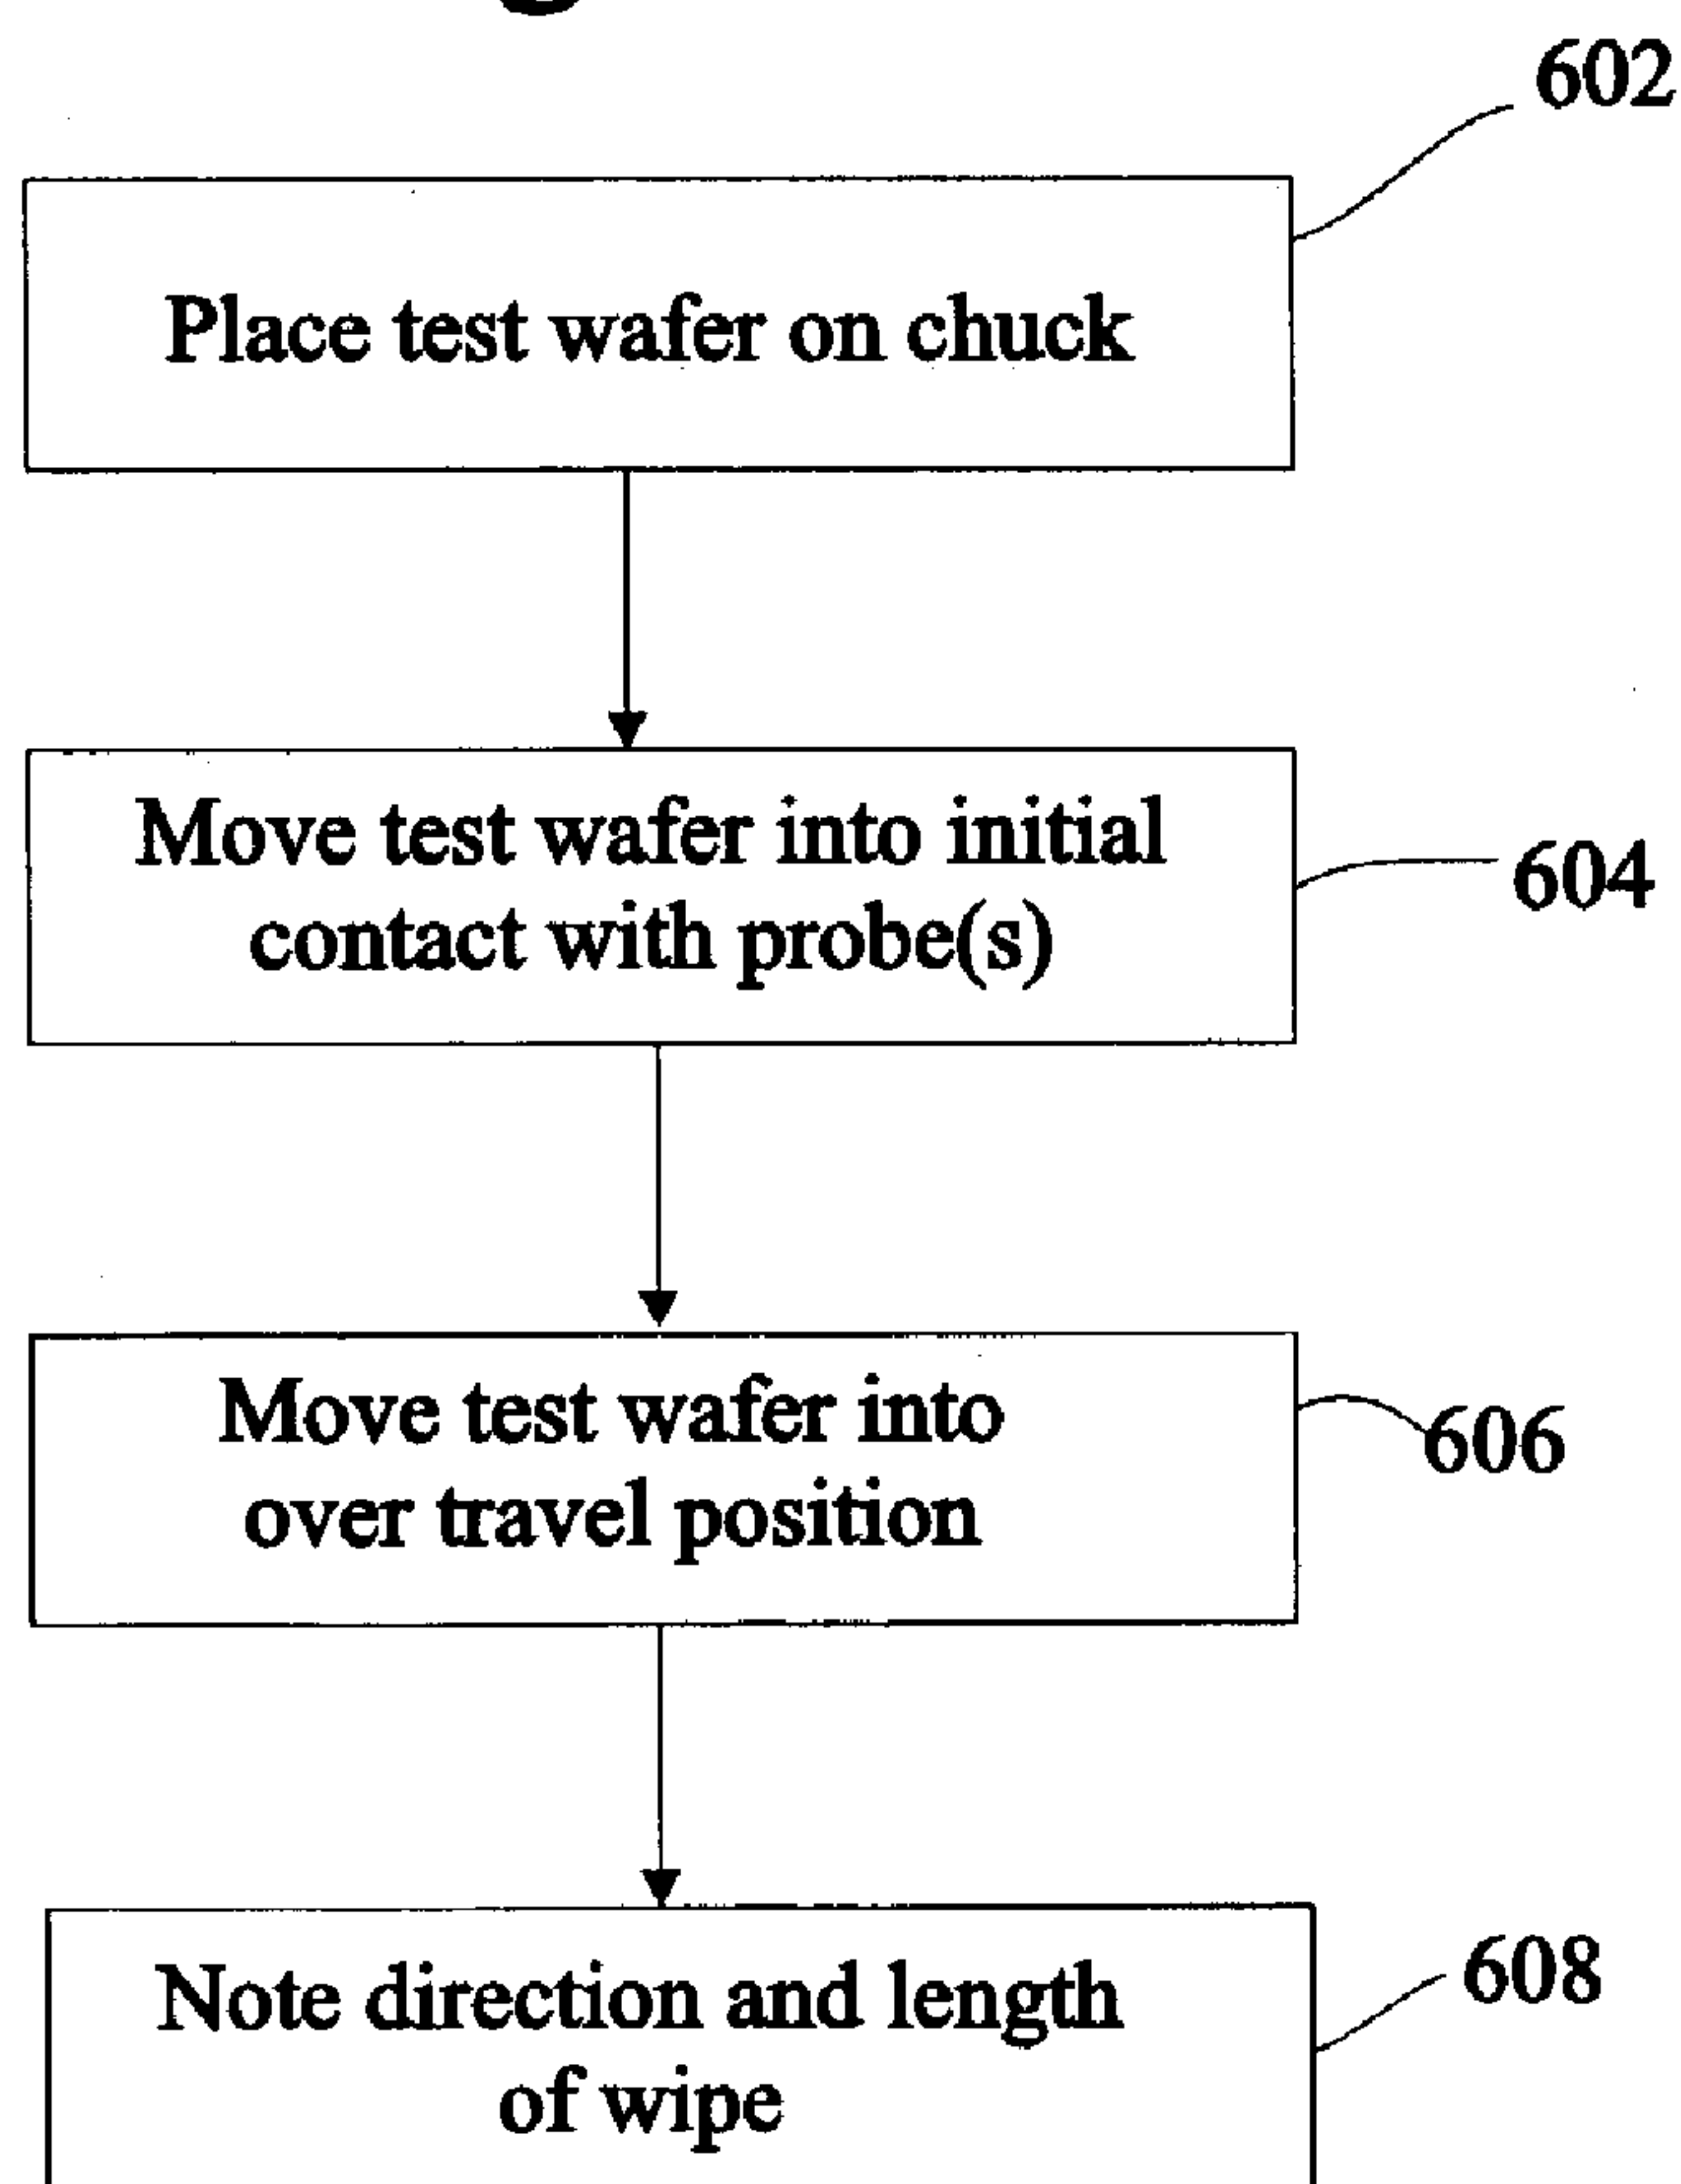 602
Place test wafer on chuck
Move test wafer into initial
contact with probe(s)
604
Move test wafer into
over travel position
606
Note direction and length
of wipe
608